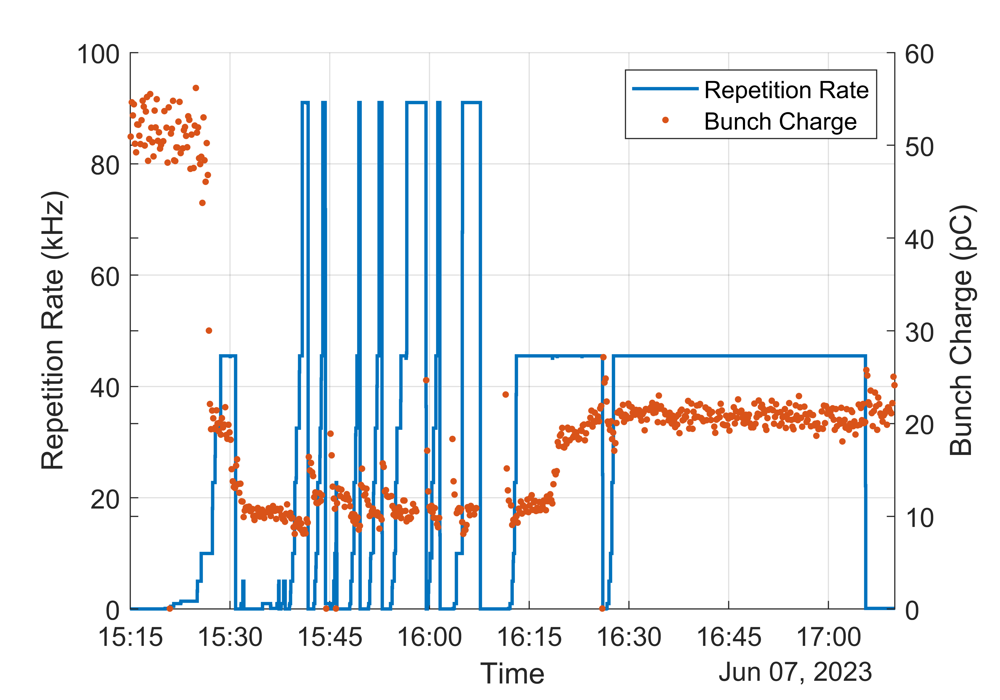 100
80
60
40
20
0
Repetition Rate (kHz)
60
50
40
30
20
10
0
Bunch Charge (pC)
Repetition Rate
Bunch Charge
15:15 15:30 15:45 16:00 16:15 16:30 16:45 17:00
Time
Jun 07, 2023